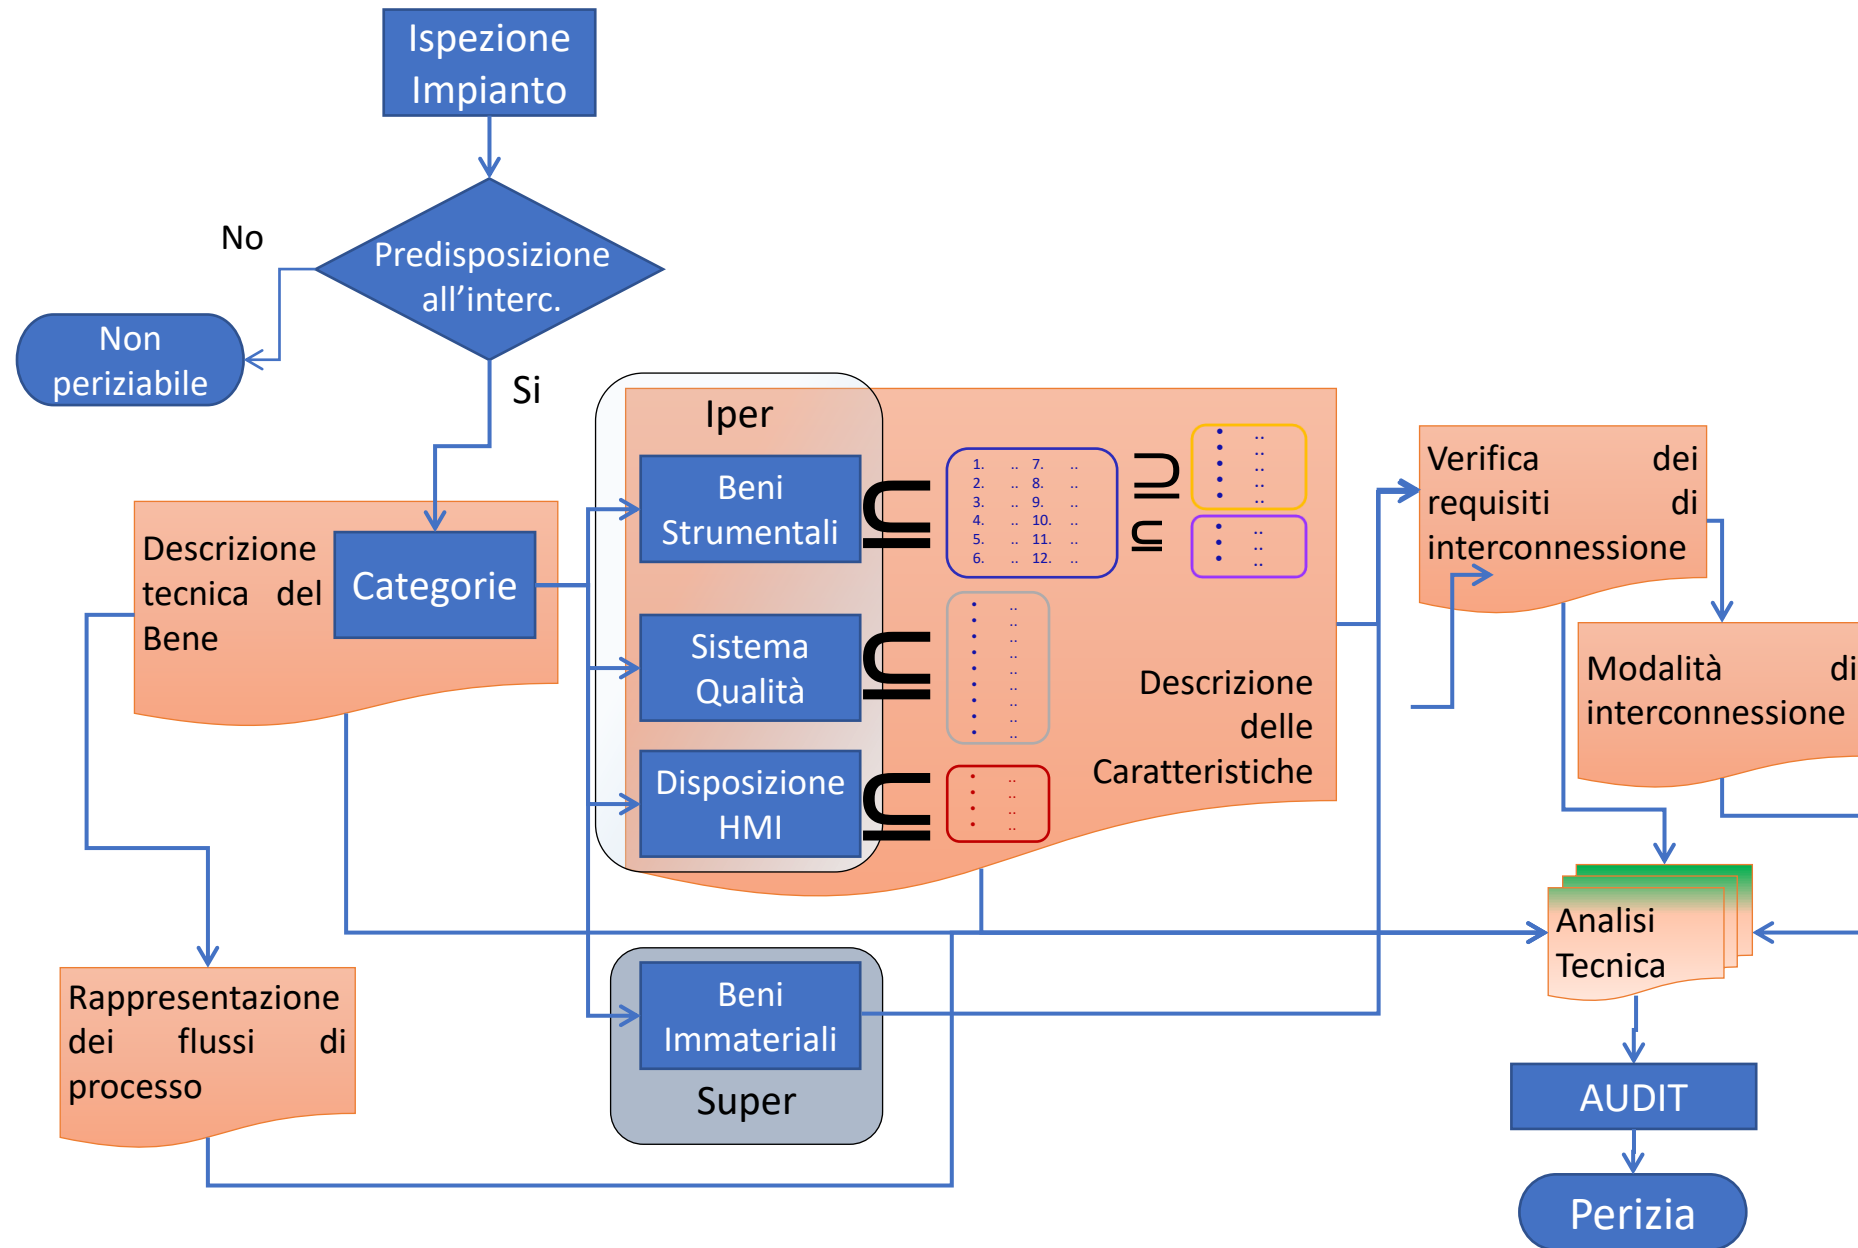 Ispezione
Impianto
No
Predisposizione
all'interc.
Non
periziabile
Si
Iper
Beni
Strumentali
⊆
1. .. 7. ..
2. .. 8. ..
3. .. 9. ..
4. .. 10. ..
5. .. 11. ..
6. .. 12. ..
⊇
• ..
• ..
• ..
• ..
• ..
⊆
• ..
• ..
• ..
Verifica dei
requisiti di
interconnessione
Descrizione
tecnica del
Bene
Categorie
Sistema
Qualità
⊆
• ..
• ..
• ..
• ..
• ..
• ..
• ..
• ..
• ..
Descrizione
delle
Caratteristiche
Modalità di
interconnessione
Disposizione
HMI
⊆
• ..
• ..
• ..
• ..
Analisi
Tecnica
Rappresentazione
dei flussi di
processo
Beni
Immateriali
Super
AUDIT
Perizia